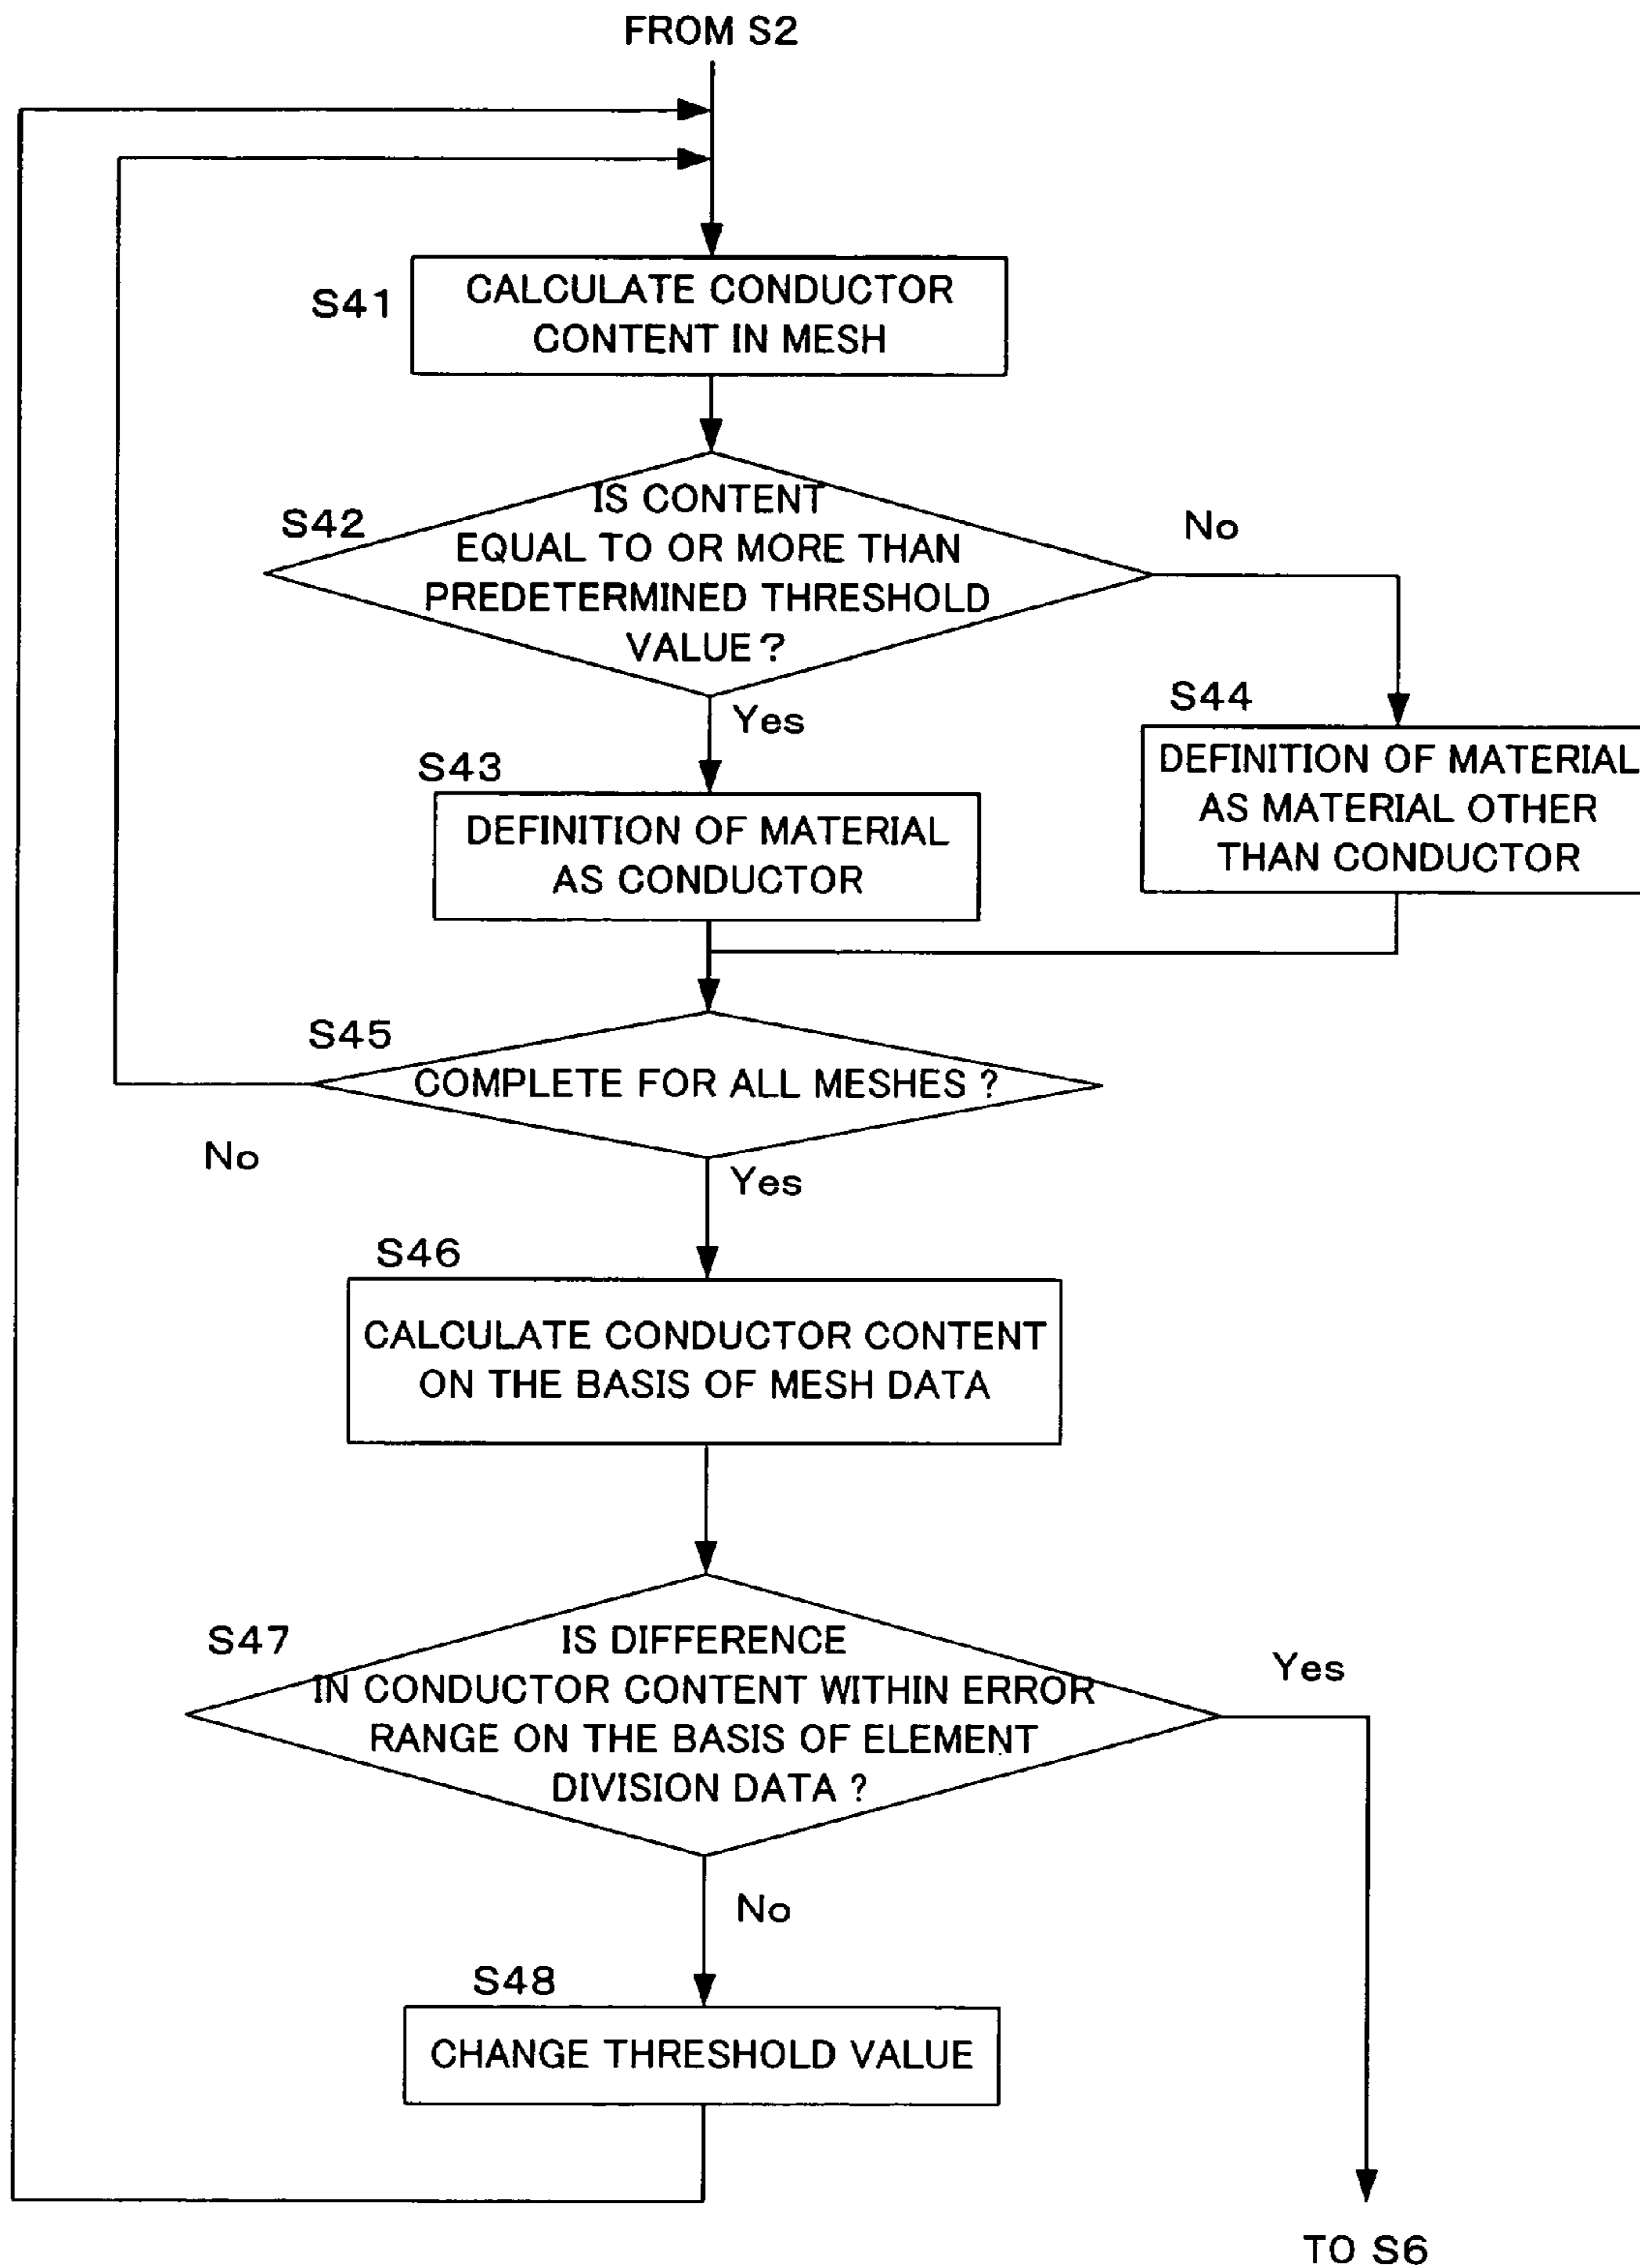 FROM S2
S41
CALCULATE CONDUCTOR
CONTENT IN MESH
S42
IS CONTENT
EQUAL TO OR MORE THAN
PREDETERMINED THRESHOLD
VALUE ?
No
Yes
S43
DEFINITION OF MATERIAL
AS CONDUCTOR
S44
DEFINITION OF MATERIAL
AS MATERIAL OTHER
THAN CONDUCTOR
S45
COMPLETE FOR ALL MESHES ?
No
Yes
S46
CALCULATE CONDUCTOR CONTENT
ON THE BASIS OF MESH DATA
S47
IS DIFFERENCE
IN CONDUCTOR CONTENT WITHIN ERROR
RANGE ON THE BASIS OF ELEMENT
DIVISION DATA ?
Yes
No
S48
CHANGE THRESHOLD VALUE
TO S6